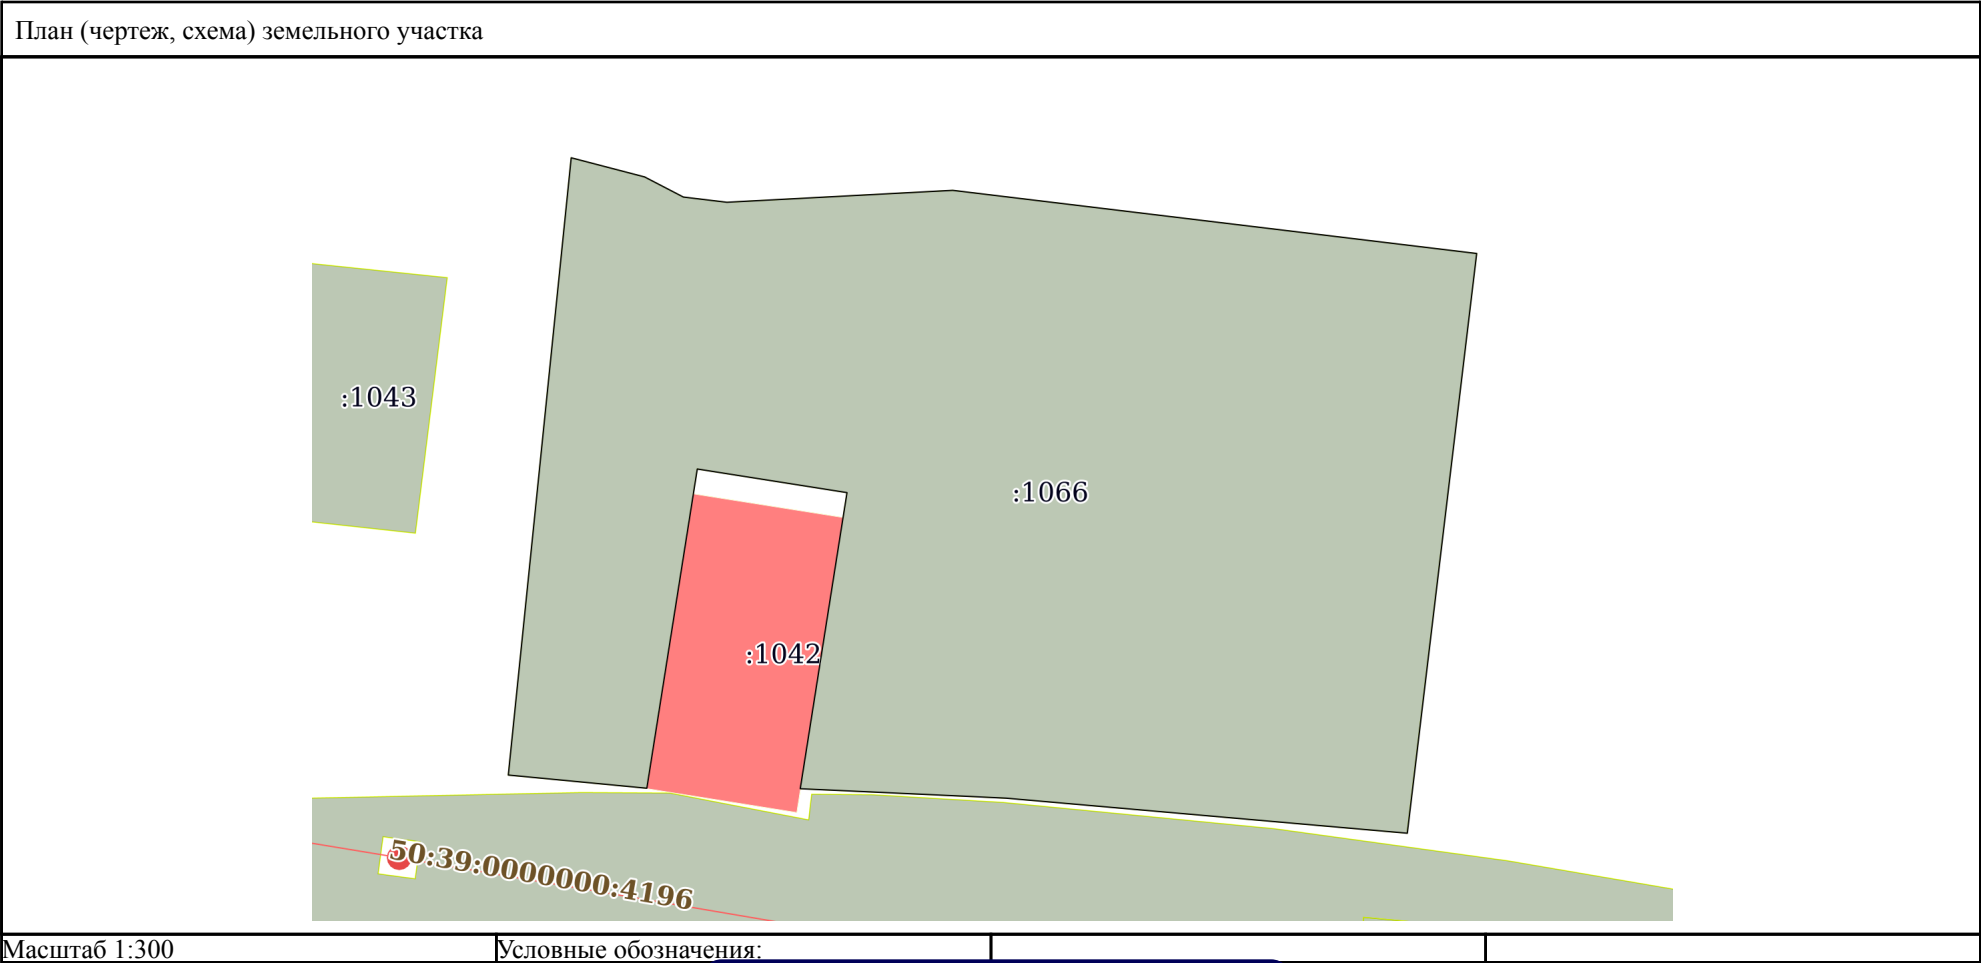 План (чертеж, схема) земельного участка
:1043
:1066
:1042
50:39:0000000:4196
Масштаб 1:300
Условные обозначения: